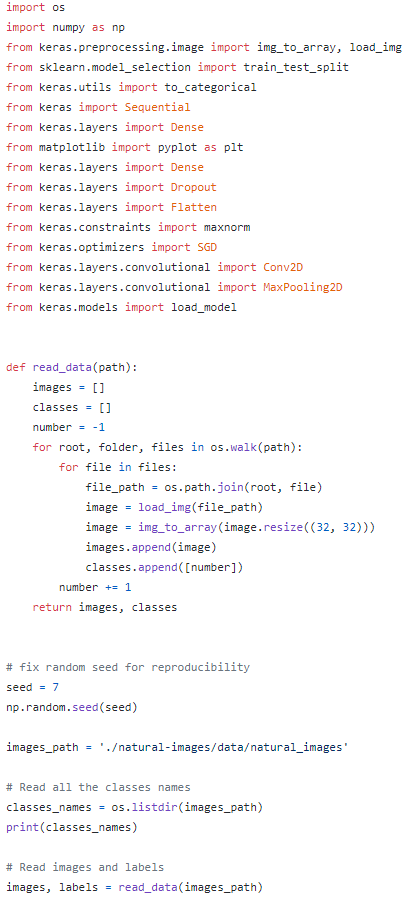 import os
import numpy as np
from keras.preprocessing.image import img_to_array, load_img
from sklearn.model_selection import train_test_split
from keras.utils import to_categorical
from keras import Sequential
from keras.layers import Dense
from matplotlib import pyplot as plt
from keras.layers import Dense
from keras.layers import Dropout
from keras.layers import Flatten
from keras.constraints import maxnorm
from keras.optimizers import SGD
from keras.layers.convolutional import Conv2D
from keras.layers.convolutional import MaxPooling2D
from keras.models import load_model
def read_data(path):
    images = []
    classes = []
    number = -1
    for root, folder, files in os.walk(path):
        for file in files:
            file_path = os.path.join(root, file)
            image = load_img(file_path)
            image = img_to_array(image.resize((32, 32)))
            images.append(image)
            classes.append([number])
        number += 1
    return images, classes
# fix random seed for reproducibility
seed = 7
np.random.seed(seed)
images_path = './natural-images/data/natural_images'
# Read all the classes names
classes_names = os.listdir(images_path)
print(classes_names)
# Read images and labels
images, labels = read_data(images_path)